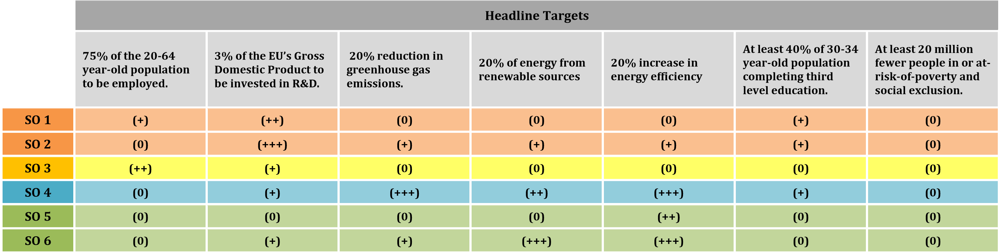 Headline Targets
75% of the 20-64
year-old population
to be employed.
3% of the EU’s Gross
Domestic Product to
be invested in R&D.
20% reduction in
greenhouse gas
emissions.
20% of energy from
renewable sources
20% increase in
energy efficiency
At least 40% of 30-34
year-old population
completing third
level education.
At least 20 million
fewer people in or at-
risk-of-poverty and
social exclusion.
SO 1 (+) (++) (0) (0) (0) (+) (0)
SO 2 (0) (+++) (+) (+) (+) (+) (0)
SO 3 (++) (+) (0) (0) (0) (0) (0)
SO 4 (0) (+) (+++) (++) (+++) (+) (0)
SO 5 (0) (0) (0) (0) (++) (0) (0)
SO 6 (0) (+) (+) (+++) (+++) (0) (0)